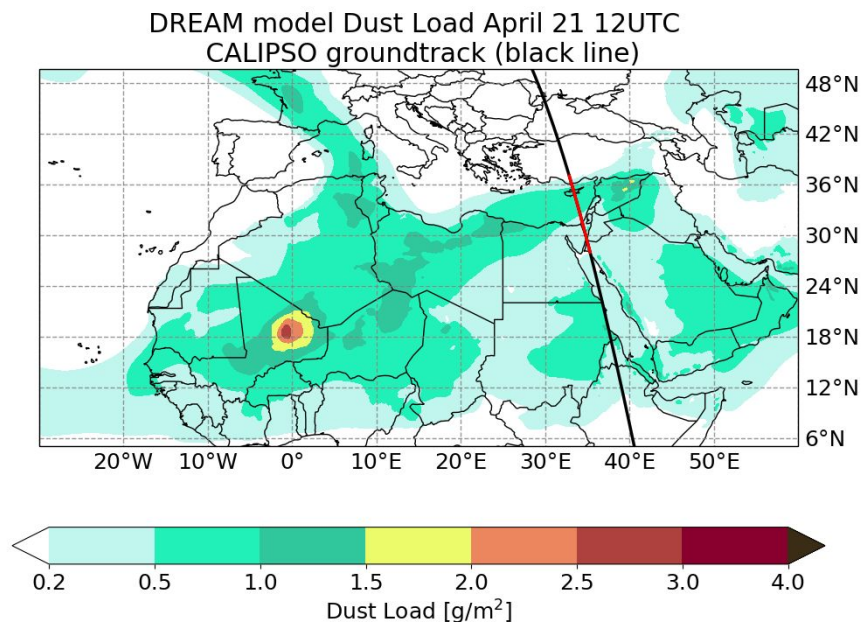 DREAM model Dust Load April 21 12UTC
CALIPSO groundtrack (black line)
48°N
42°N
36°N
30°N
24°N
18°N
12°N
6°N
20°W 10°W 0° 10°E 20°E 30°E 40°E 50°E
0.2 0.5 1.0 1.5 2.0 2.5 3.0 4.0
Dust Load [g/m²]